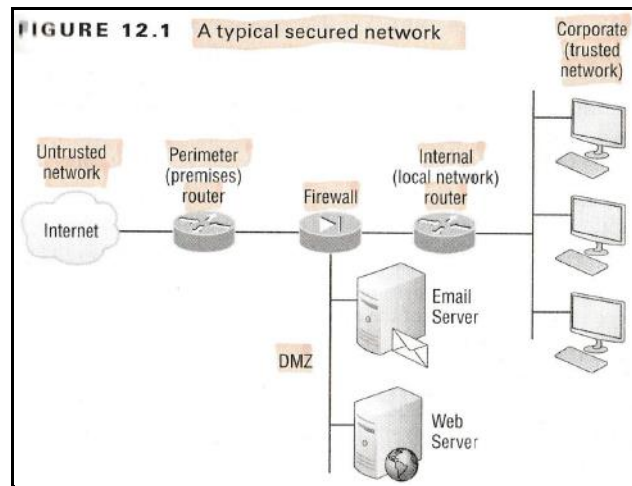 FIGURE 12.1 A typical secured network
Corporate
(trusted
network)
Untrusted
network
Perimeter
(premises)
router
Firewall
Internal
(local network)
router
Internet
Email
Server
DMZ
Web
Server